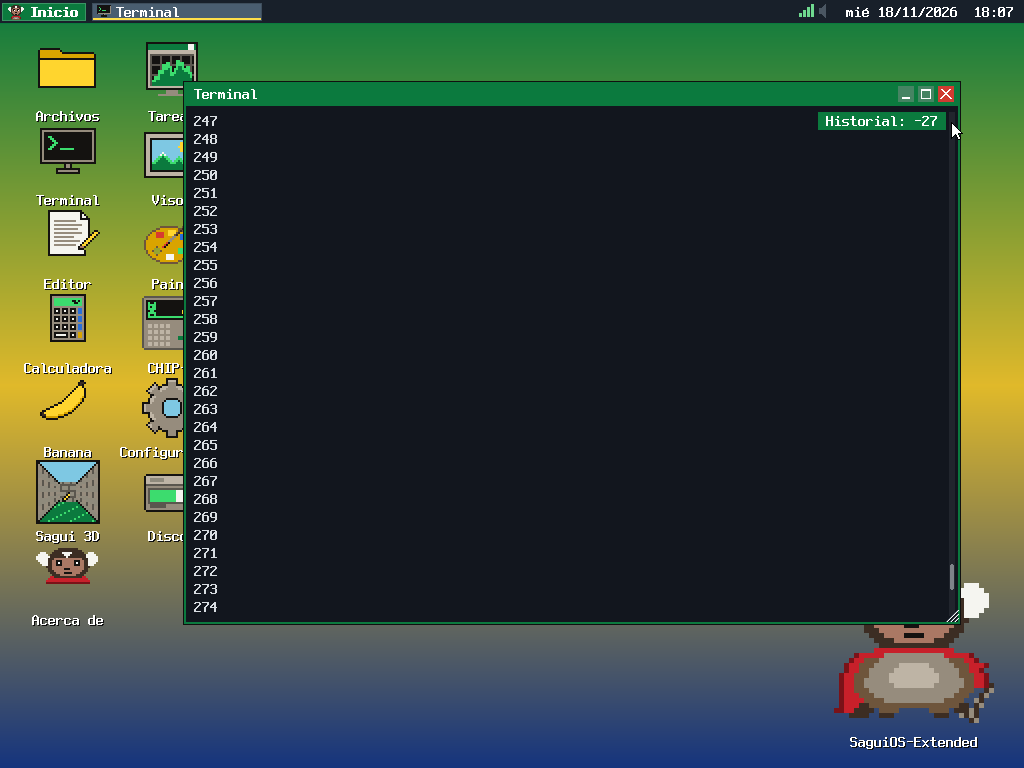 Inicio
Terminal
mié 18/11/2026 18:07
Archivos
Terminal
Editor
Calculadora
CHIP-
Banana
Sagui 3D
Acerca de
Terminal
Historial: -27
247
248
249
250
251
252
253
254
255
256
257
258
259
260
261
262
263
264
265
266
267
268
269
270
271
272
273
274
SaguiOS-Extended